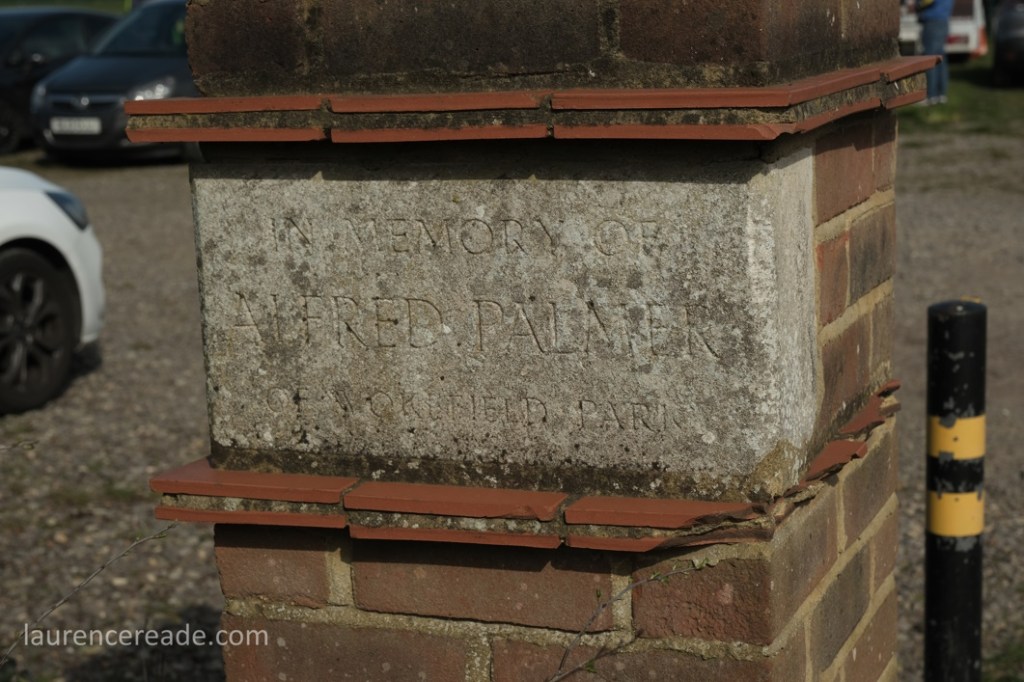 IN MEMORY OF
ALFRED PALMER
OF WOKEFIELD PARK
laurencereade.com